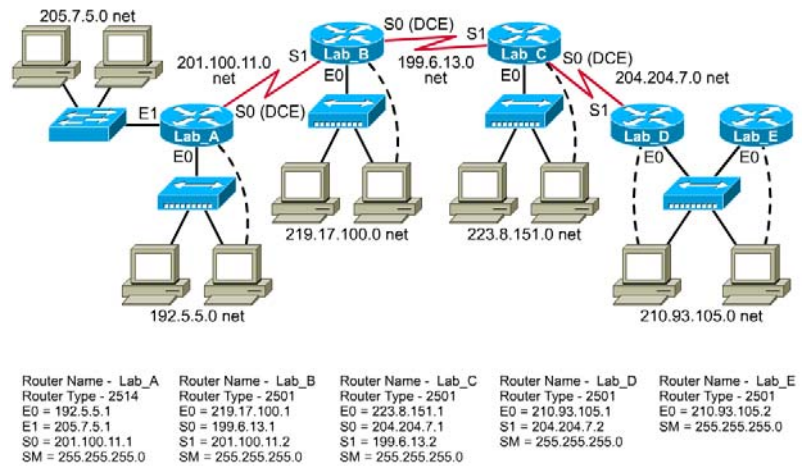 205.7.5.0 net
S0 (DCE)
S1
S1
Lab_B
Lab_C
201.100.11.0
net
199.6.13.0
net
S0 (DCE)
204.204.7.0 net
E0
E0
E1
S0 (DCE)
S1
Lab_A
Lab_D
Lab_E
E0
E0
E0
219.17.100.0 net
223.8.151.0 net
192.5.5.0 net
210.93.105.0 net
Router Name - Lab_A
Router Type - 2514
E0 = 192.5.5.1
E1 = 205.7.5.1
S0 = 201.100.11.1
SM = 255.255.255.0
Router Name - Lab_B
Router Type - 2501
E0 = 219.17.100.1
S0 = 199.6.13.1
S1 = 201.100.11.2
SM = 255.255.255.0
Router Name - Lab_C
Router Type - 2501
E0 = 223.8.151.1
S0 = 204.204.7.1
S1 = 199.6.13.2
SM = 255.255.255.0
Router Name - Lab_D
Router Type - 2501
E0 = 210.93.105.1
S1 = 204.204.7.2
SM = 255.255.255.0
Router Name - Lab_E
Router Type - 2501
E0 = 210.93.105.2
SM = 255.255.255.0